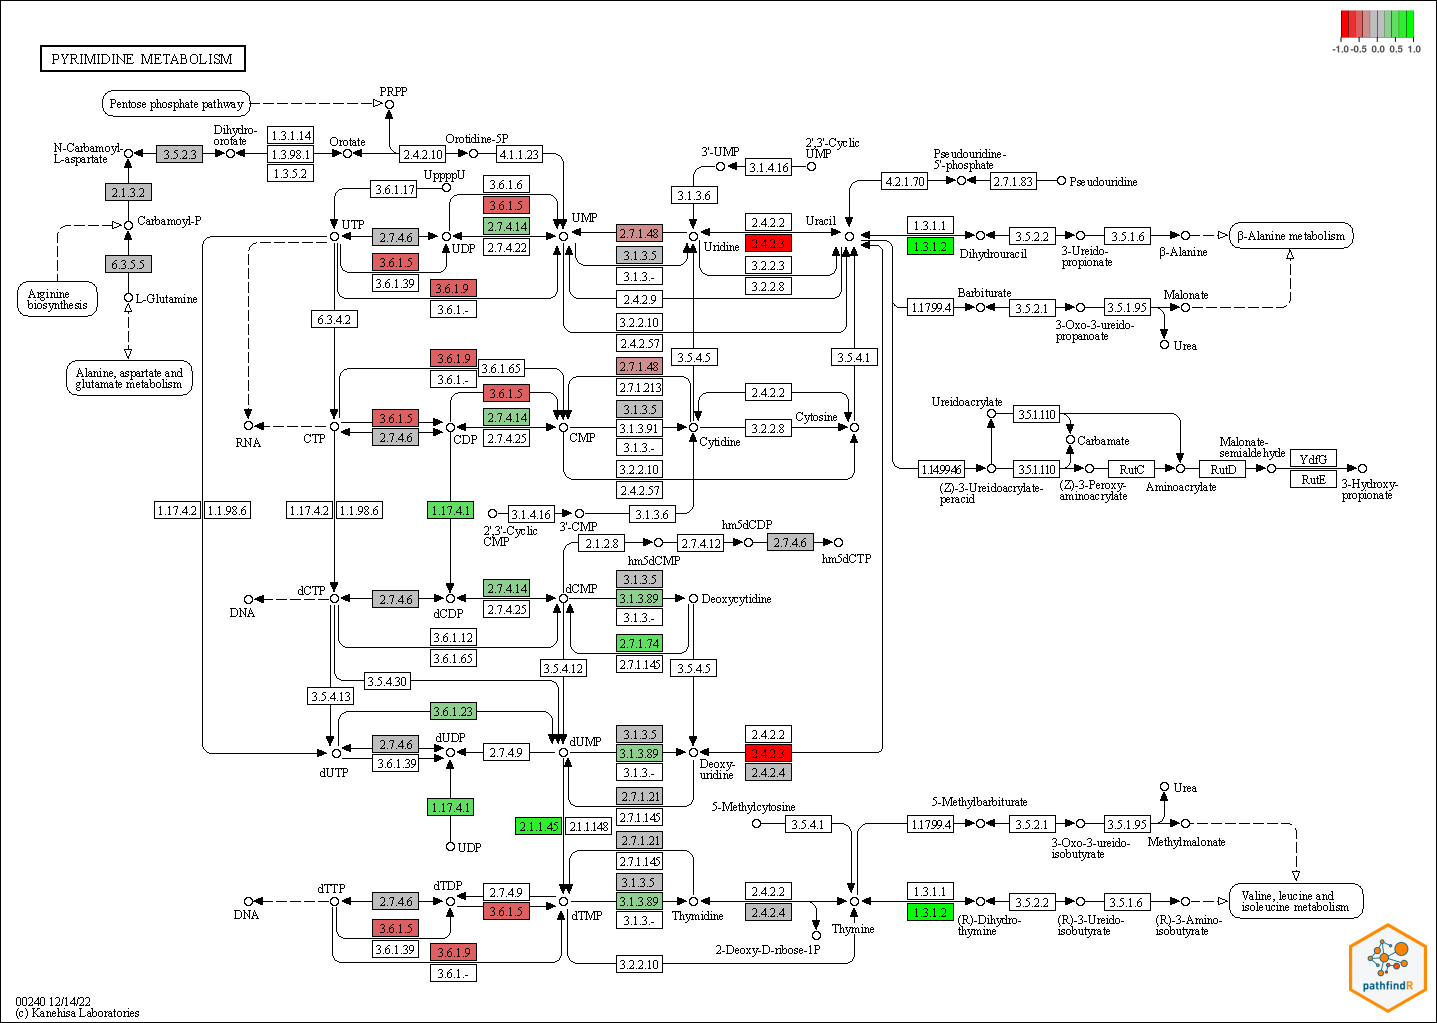 -1.0 -0.5 0.0 0.5 1.0
PYRIMIDINE METABOLISM
Pentose phosphate pathway
PRPP
N-Carbamoyl-
L-aspartate
3.5.2.3
Dihydro-
orotate
1.3.1.14
1.3.98.1
1.3.5.2
Orotate
2.4.2.10
Orotidine-5P
4.1.1.23
2.1.3.2
Carbamoyl-P
6.3.5.5
Arginine
biosynthesis
L-Glutamine
Alanine, aspartate and
glutamate metabolism
UppppU
3.6.1.17
3.6.1.6
3.6.1.5
2.7.4.14
2.7.4.22
UTP
2.7.4.6
UDP
UMP
3.6.1.5
3.6.1.39
3.6.1.9
3.6.1.-
2.7.1.48
3.1.3.5
3.1.3.-
2.4.2.9
3.2.2.10
2.4.2.57
3'-UMP
3.1.4.16
2',3'-Cyclic
UMP
3.1.3.6
Uridine
2.4.2.2
2.4.2.3
3.2.2.3
3.2.2.8
Uracil
4.2.1.70
Pseudouridine-
5'-phosphate
2.7.1.83
Pseudouridine
1.3.1.1
1.3.1.2
Dihydrouracil
3.5.2.2
3-Ureido-
propionate
3.5.1.6
β-Alanine
β-Alanine metabolism
1.1.99.4
Barbiturate
3.5.2.1
3-Oxo-3-ureido-
propanoate
3.5.1.95
Malonate
Urea
6.3.4.2
3.6.1.9
3.6.1.-
3.6.1.65
3.6.1.5
2.7.4.14
2.7.4.25
RNA
CTP
3.6.1.5
2.7.4.6
CDP
CMP
2.7.1.48
2.7.1.213
3.1.3.5
3.1.3.91
3.1.3.-
3.2.2.10
2.4.2.57
3.5.4.5
3.5.4.1
Cytidine
2.4.2.2
3.2.2.8
Cytosine
Ureidoacrylate
3.5.1.110
Carbamate
1.14.99.46
(Z)-3-Ureidoacrylate-
peracid
3.5.1.110
(Z)-3-Peroxy-
aminoacrylate
RutC
Aminoacrylate
RutD
Malonate-
semialdehyde
YdfG
RutE
3-Hydroxy-
propionate
1.17.4.2
1.1.98.6
1.17.4.2
1.1.98.6
1.17.4.1
2',3'-Cyclic
CMP
3.1.4.16
3'-CMP
3.1.3.6
2.1.2.8
hm5dCMP
2.7.4.12
hm5dCDP
2.7.4.6
hm5dCTP
DNA
dCTP
2.7.4.6
dCDP
2.7.4.14
2.7.4.25
dCMP
3.1.3.5
3.1.3.89
3.1.3.-
Deoxycytidine
3.6.1.12
3.6.1.65
2.7.1.74
2.7.1.145
3.5.4.12
3.5.4.5
3.5.4.30
3.5.4.13
3.6.1.23
dUTP
2.7.4.6
3.6.1.39
dUDP
2.7.4.9
dUMP
3.1.3.5
3.1.3.89
3.1.3.-
Deoxy-
uridine
2.4.2.2
2.4.2.3
2.4.2.4
2.7.1.21
2.7.1.145
1.17.4.1
UDP
2.1.1.45
2.1.1.148
2.7.1.21
2.7.1.145
5-Methylcytosine
3.5.4.1
5-Methylbarbiturate
1.1.99.4
3.5.2.1
3-Oxo-3-ureido-
isobutyrate
3.5.1.95
Urea
Methylmalonate
DNA
dTTP
2.7.4.6
dTDP
2.7.4.9
3.6.1.5
dTMP
3.1.3.5
3.1.3.89
3.1.3.-
Thymidine
2.4.2.2
2.4.2.4
2-Deoxy-D-ribose-1P
Thymine
1.3.1.1
1.3.1.2
(R)-Dihydro-
thymine
3.5.2.2
(R)-3-Ureido-
isobutyrate
3.5.1.6
(R)-3-Amino-
isobutyrate
Valine, leucine and
isoleucine metabolism
3.6.1.5
3.6.1.39
3.6.1.9
3.6.1.-
3.2.2.10
pathfindR
00240 12/14/22
(c) Kanehisa Laboratories